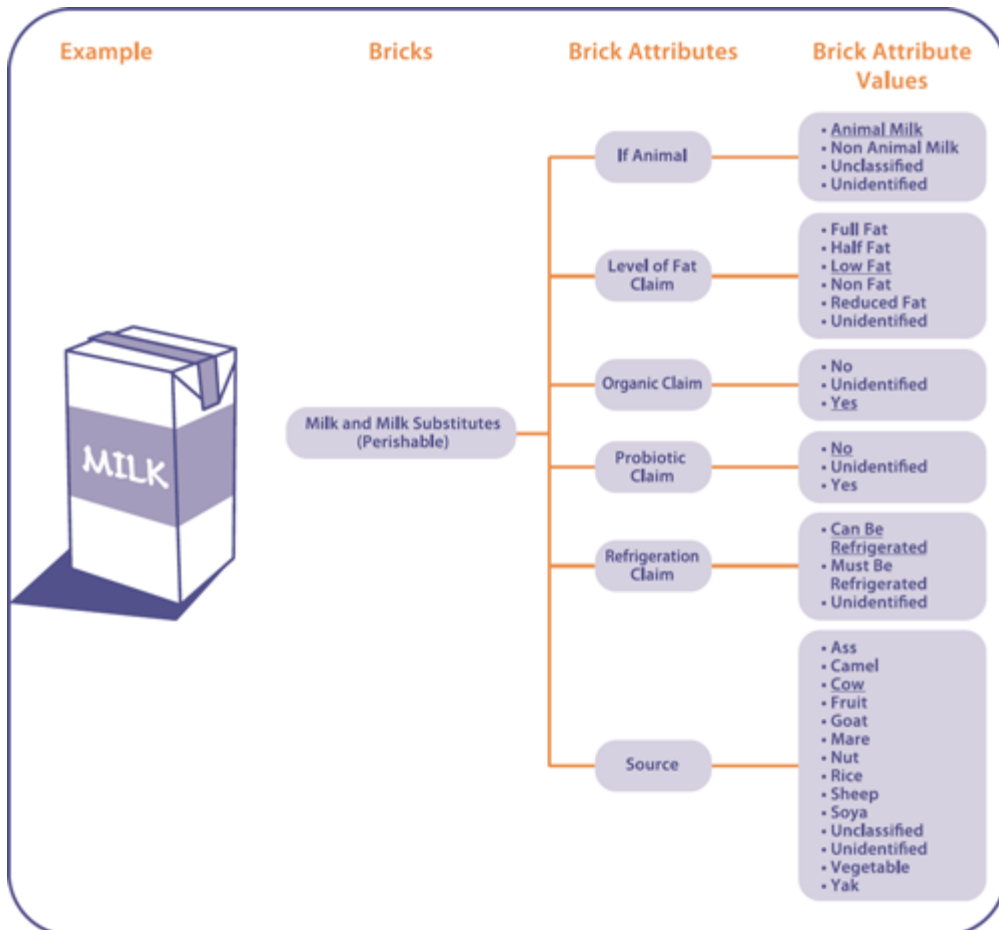 Example
Bricks
Brick Attributes
Brick Attribute
Values
MILK
Milk and Milk Substitutes
(Perishable)
If Animal
• Animal Milk
• Non Animal Milk
• Unclassified
• Unidentified
Level of Fat
Claim
• Full Fat
• Half Fat
• Low Fat
• Non Fat
• Reduced Fat
• Unidentified
Organic Claim
• No
• Unidentified
• Yes
Probiotic
Claim
• No
• Unidentified
• Yes
Refrigeration
Claim
• Can Be
Refrigerated
• Must Be
Refrigerated
• Unidentified
Source
• Ass
• Camel
• Cow
• Fruit
• Goat
• Mare
• Nut
• Rice
• Sheep
• Soya
• Unclassified
• Unidentified
• Vegetable
• Yak